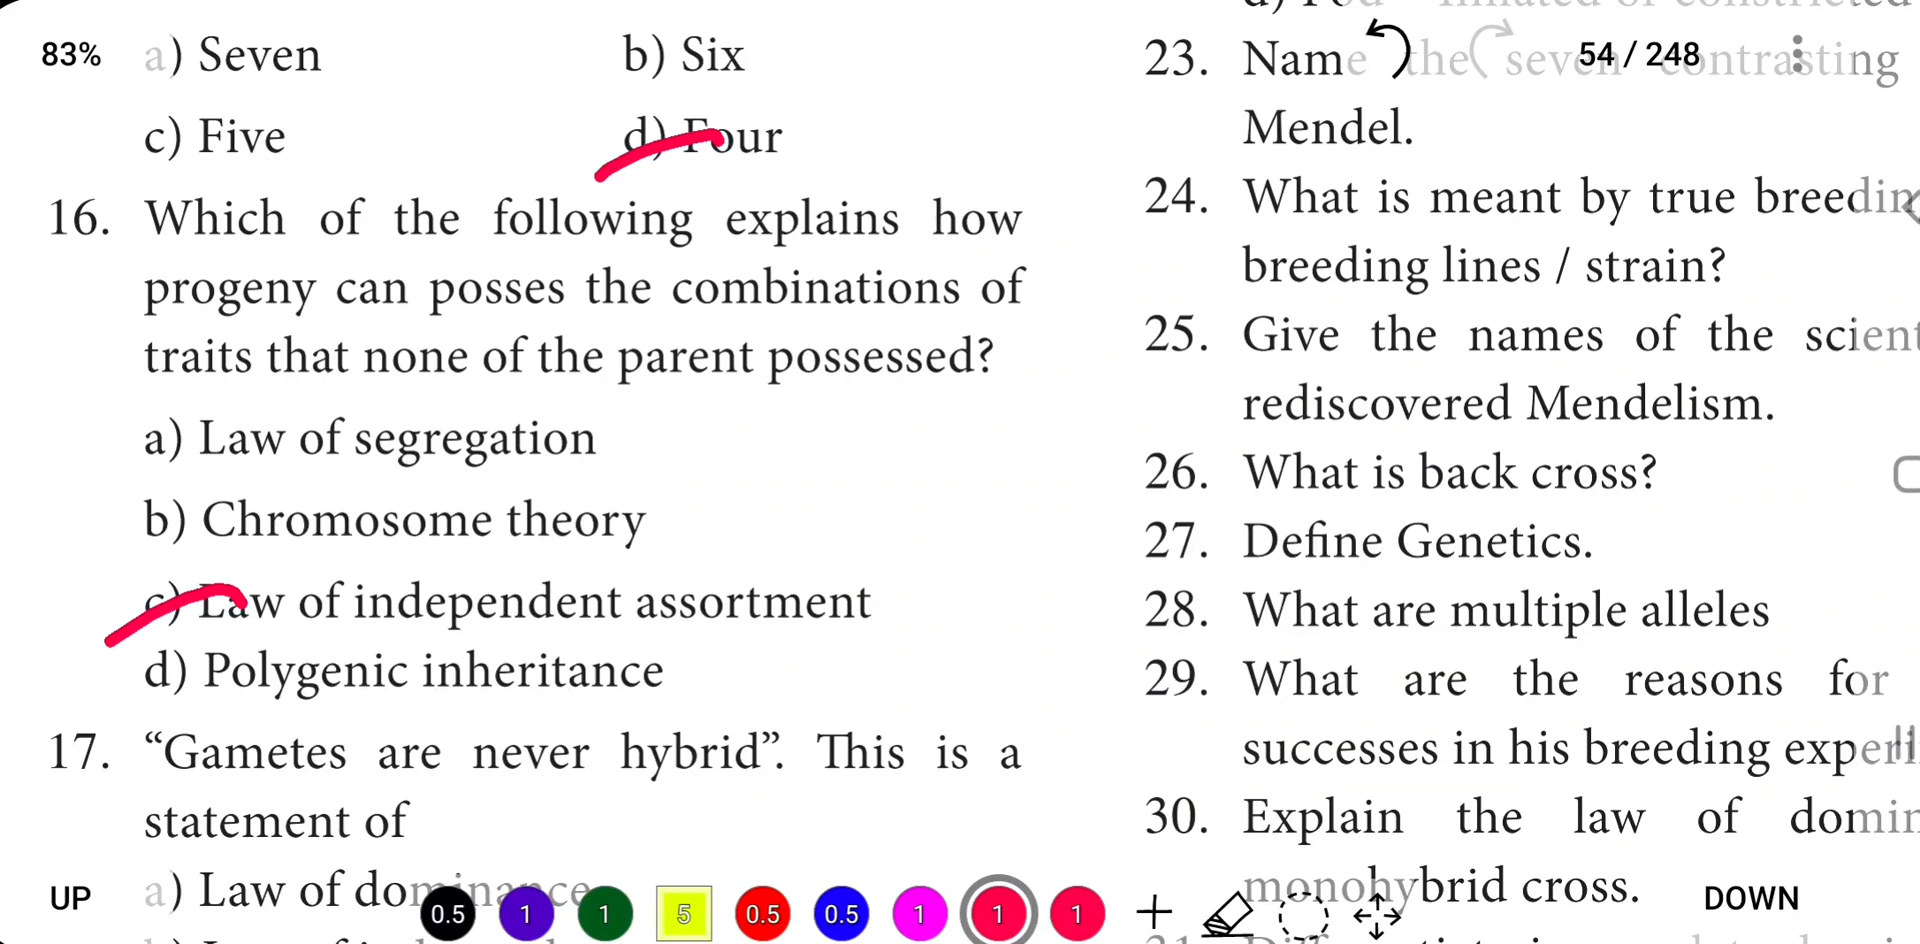 83%
a) Seven
b) Six
c) Five
d) Four
16. Which of the following explains how
progeny can posses the combinations of
traits that none of the parent possessed?
a) Law of segregation
b) Chromosome theory
c) Law of independent assortment
d) Polygenic inheritance
17. “Gametes are never hybrid”. This is a
statement of
a) Law of dominance
UP
0.5 1 1 5 0.5 0.5 1 1 1
54 / 248
23. Name the seven contrasting
Mendel.
24. What is meant by true
breeding lines / strain?
25. Give the names of the
rediscovered Mendelism.
26. What is back cross?
27. Define Genetics.
28. What are multiple alleles
29. What are the reasons for
successes in his breeding
30. Explain the law of
monohybrid cross.
DOWN